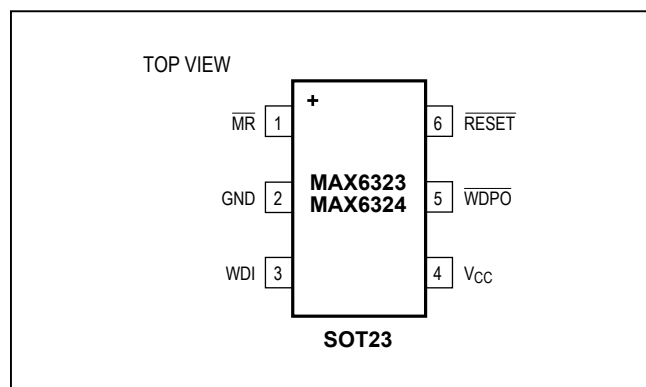 TOP VIEW
+
MR 1
6 RESET
MAX6323
MAX6324
GND 2
5 WDPO
WDI 3
4 VCC
SOT23